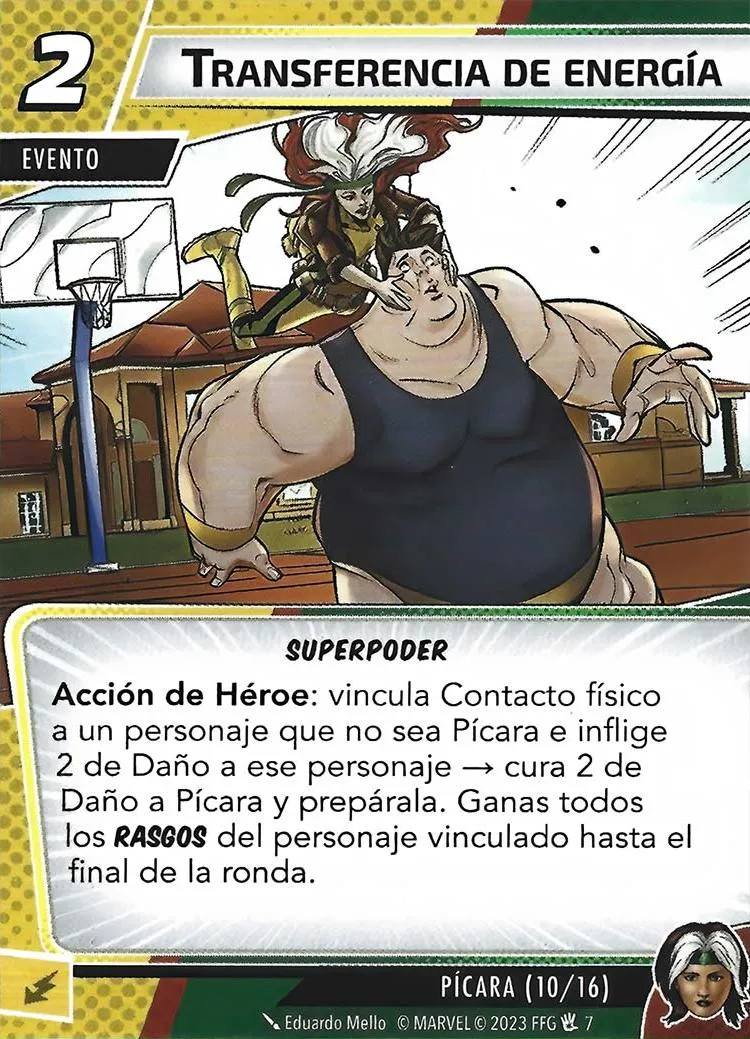 2
TRANSFERENCIA DE ENERGÍA
EVENTO
SUPERPODER
Acción de Héroe: vincula Contacto físico
a un personaje que no sea Pícara e inflige
2 de Daño a ese personaje → cura 2 de
Daño a Pícara y prepárala. Ganas todos
los RASGOS del personaje vinculado hasta el
final de la ronda.
PÍCARA (10/16)
Eduardo Mello © MARVEL © 2023 FFG 7